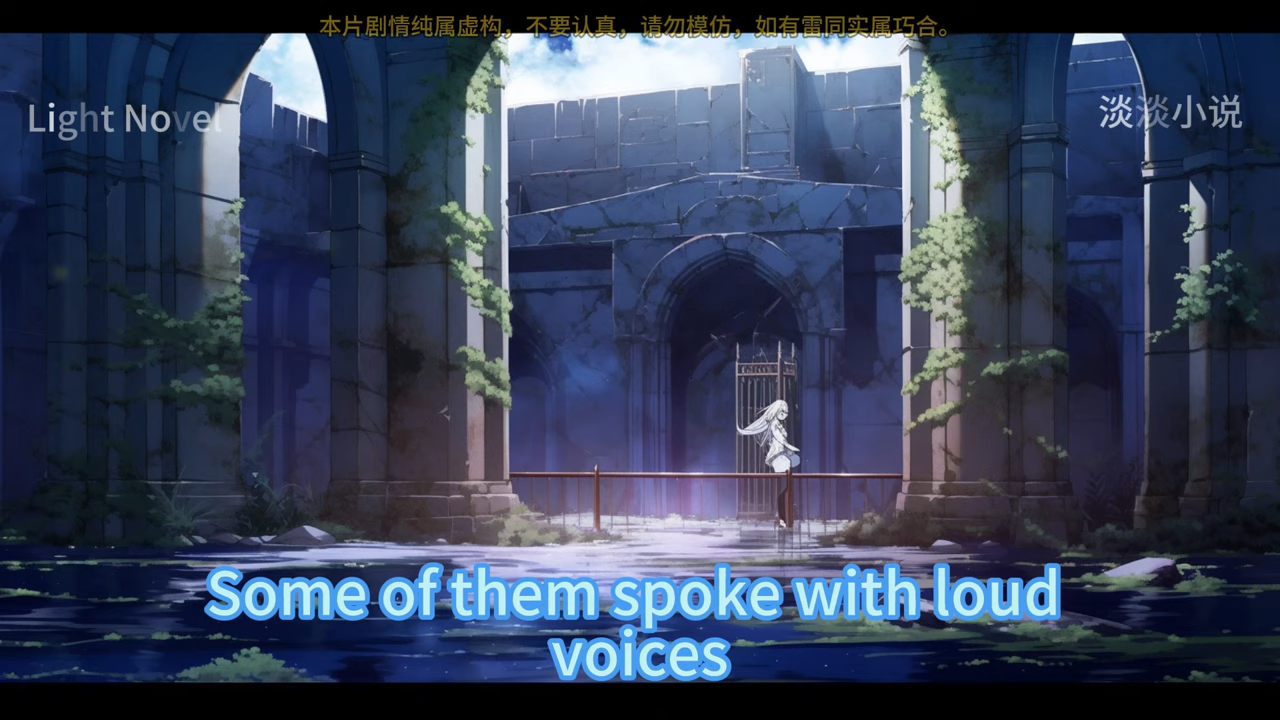 本片剧情纯属虚构，不要认真，请勿模仿，如有雷同实属巧合。
Light Novel
淡淡小说
Some of them spoke with loud
voices